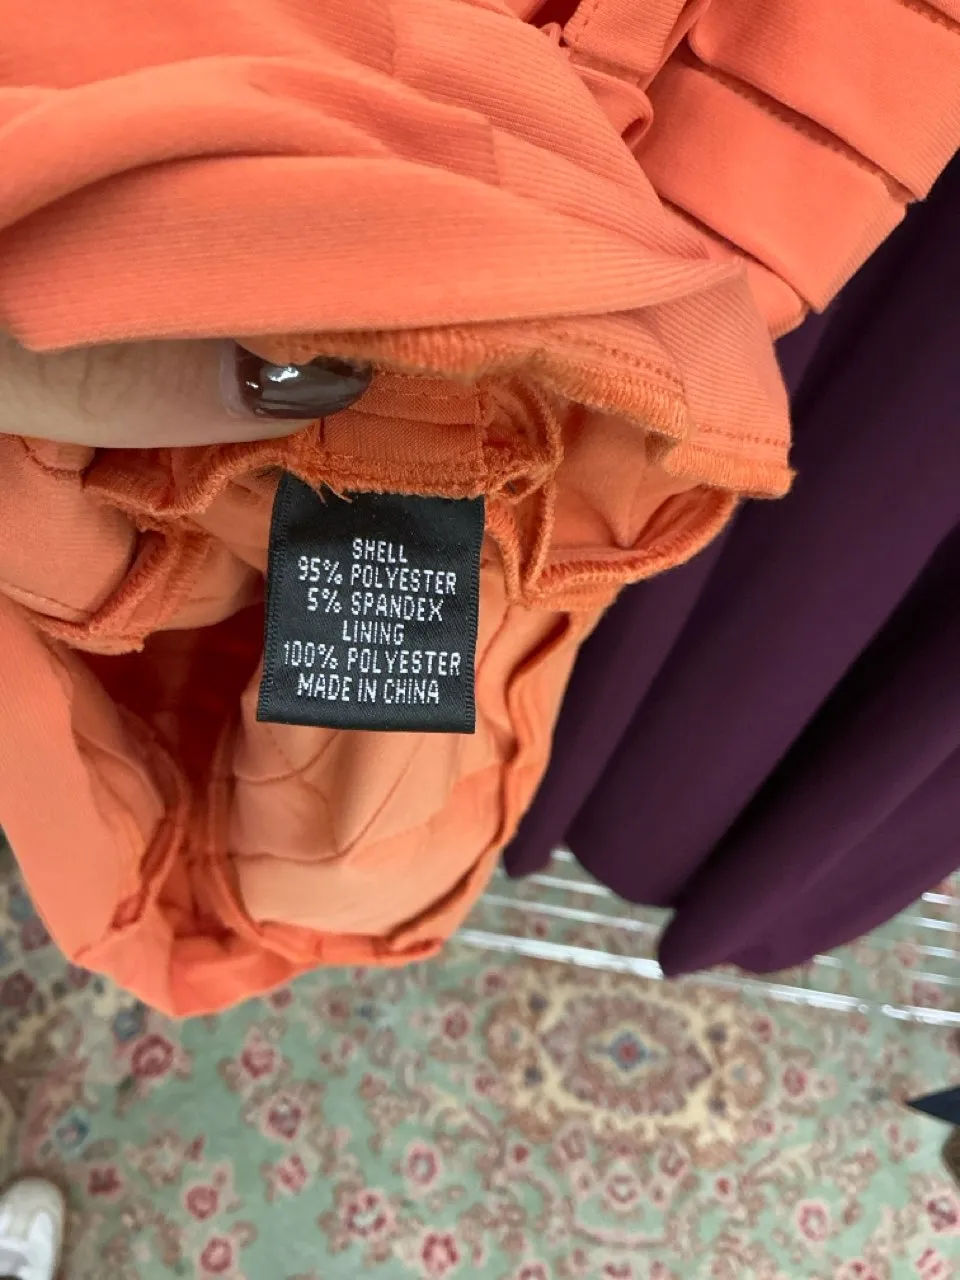 SHELL
95% POLYESTER
5% SPANDEX
LINING
100% POLYESTER
MADE IN CHINA